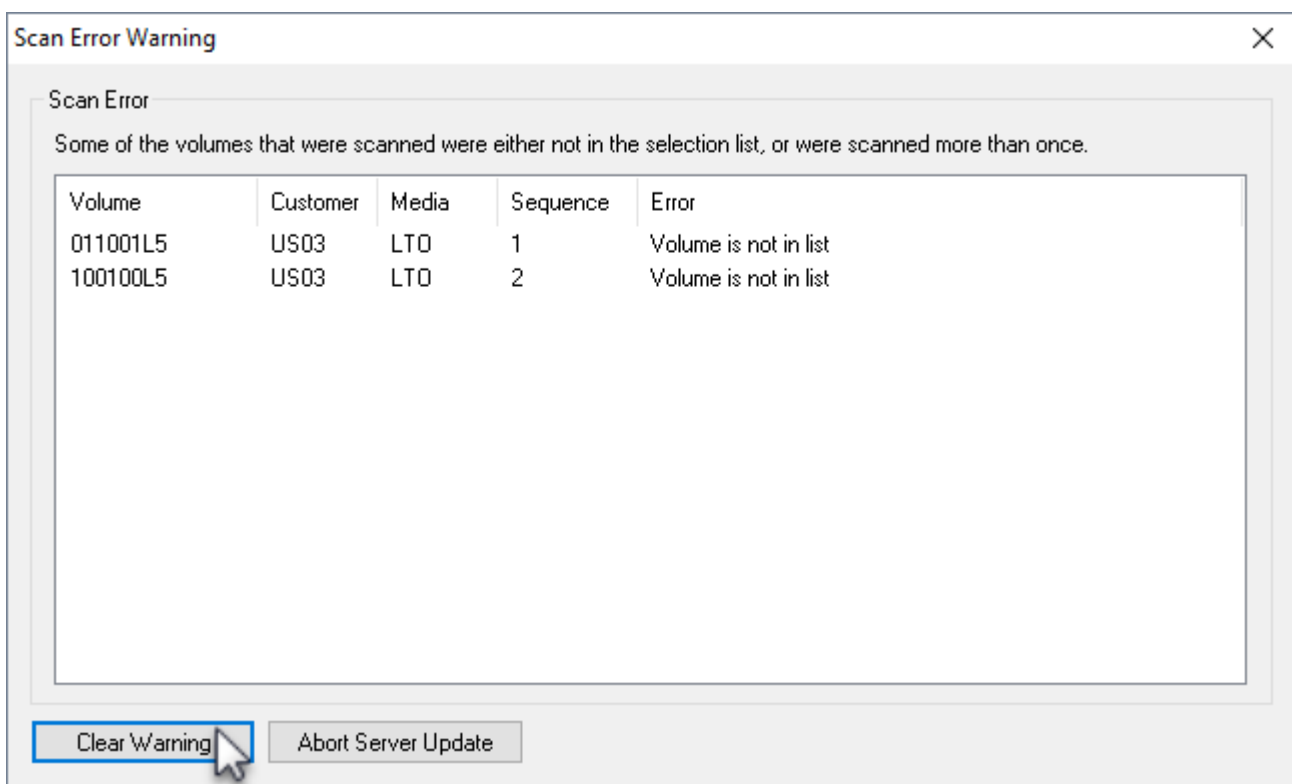 Scan Error Warning
Scan Error
Some of the volumes that were scanned were either not in the selection list, or were scanned more than once.
Volume Customer Media Sequence Error
011001L5 US03 LTO 1 Volume is not in list
100100L5 US03 LTO 2 Volume is not in list
Clear Warning Abort Server Update